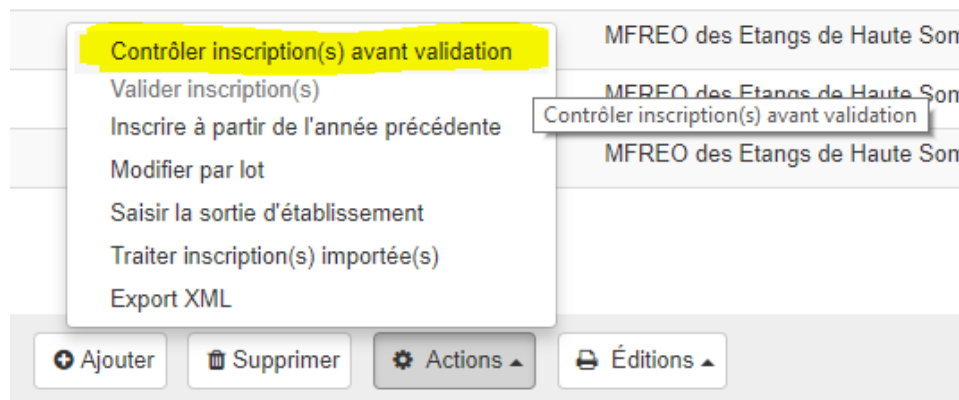 Contrôler inscription(s) avant validation
MFREO des Etangs de Haute Som
Valider inscription(s)
MFREO des Etangs de Haute Som
Contrôler inscription(s) avant validation
Inscrire à partir de l'année précédente
MFREO des Etangs de Haute Som
Modifier par lot
Saisir la sortie d'établissement
Traiter inscription(s) importée(s)
Export XML
Ajouter Supprimer Actions Éditions